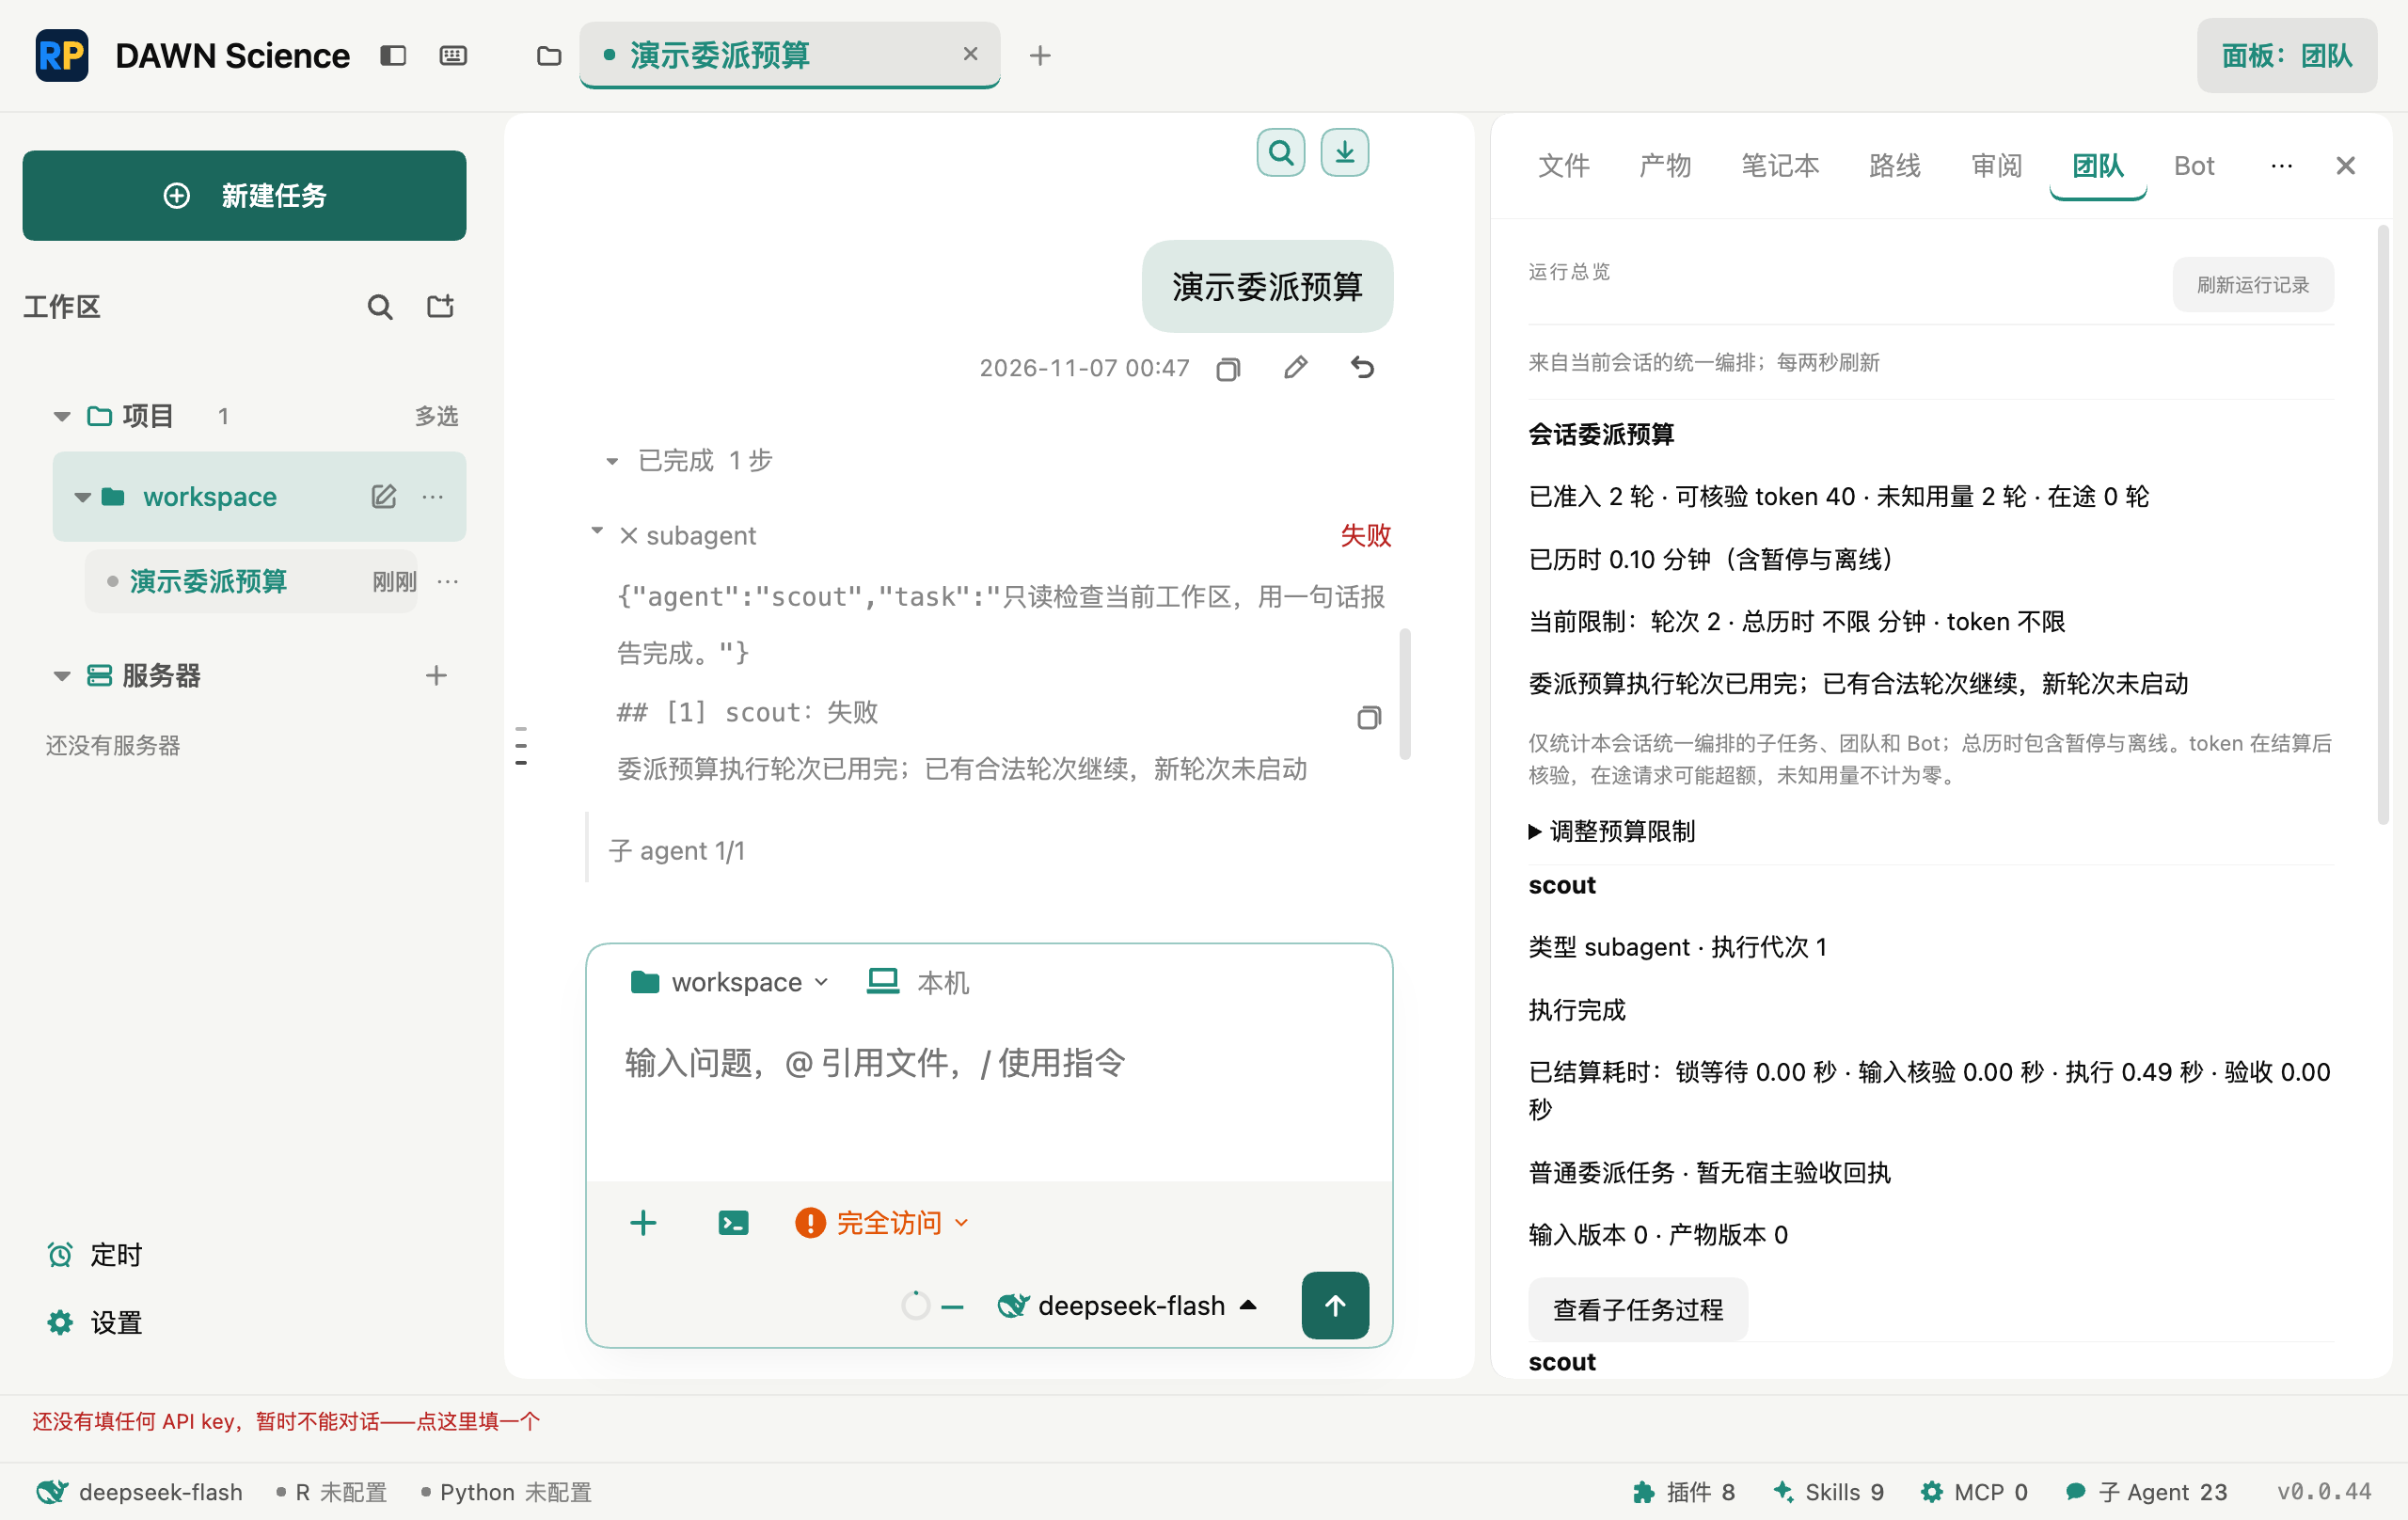 RP
DAWN Science
演示委派预算
面板：团队
新建任务
工作区
项目 1 多选
workspace
演示委派预算 刚刚
服务器
还没有服务器
定时
设置
演示委派预算
2026-11-07 00:47
已完成 1 步
subagent 失败
{"agent":"scout","task":"只读检查当前工作区，用一句话报
告完成。"}
## [1] scout：失败
委派预算执行轮次已用完；已有合法轮次继续，新轮次未启动
子 agent 1/1
workspace 本机
输入问题，@ 引用文件，/ 使用指令
完全访问
deepseek-flash
文件 产物 笔记本 路线 审阅 团队 Bot
运行总览
刷新运行记录
来自当前会话的统一编排；每两秒刷新
会话委派预算
已准入 2 轮 · 可核验 token 40 · 未知用量 2 轮 · 在途 0 轮
已历时 0.10 分钟（含暂停与离线）
当前限制：轮次 2 · 总历时 不限 分钟 · token 不限
委派预算执行轮次已用完；已有合法轮次继续，新轮次未启动
仅统计本会话统一编排的子任务、团队和 Bot；总历时包含暂停与离线。token 在结算后
核验，在途请求可能超额，未知用量不计为零。
调整预算限制
scout
类型 subagent · 执行代次 1
执行完成
已结算耗时：锁等待 0.00 秒 · 输入核验 0.00 秒 · 执行 0.49 秒 · 验收 0.00
秒
普通委派任务 · 暂无宿主验收回执
输入版本 0 · 产物版本 0
查看子任务过程
scout
还没有填任何 API key，暂时不能对话——点这里填一个
deepseek-flash R 未配置 Python 未配置
插件 8 Skills 9 MCP 0 子 Agent 23 v0.0.44